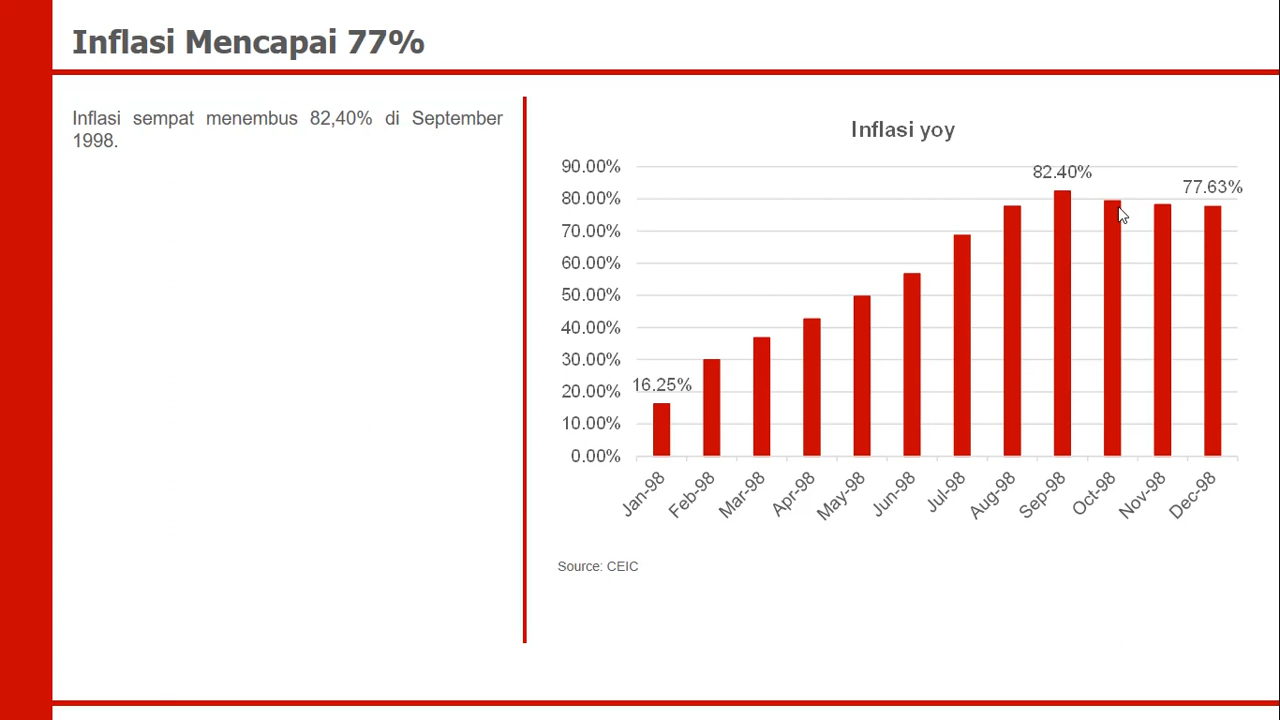 Inflasi Mencapai 77%
Inflasi sempat menembus 82,40% di September
1998.
Inflasi yoy
90.00%
80.00%
70.00%
60.00%
50.00%
40.00%
30.00%
20.00%
10.00%
0.00%
16.25%
82.40%
77.63%
Jan-98
Feb-98
Mar-98
Apr-98
May-98
Jun-98
Jul-98
Aug-98
Sep-98
Oct-98
Nov-98
Dec-98
Source: CEIC